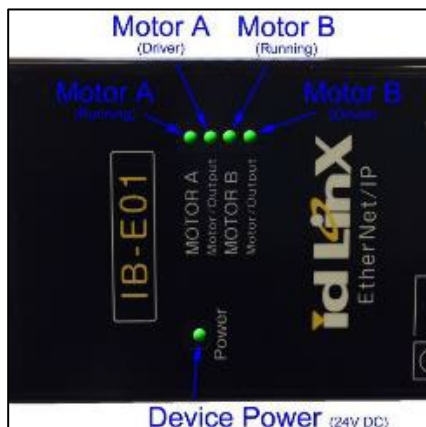 Motor A
(Driver)
Motor B
(Running)
Motor A
(Running)
Motor B
(Driver)
MOTOR A
Motor/Output
MOTOR B
Motor/Output
IB-E01
id LinX
EtherNet/IP
Power
Device Power (24V DC)